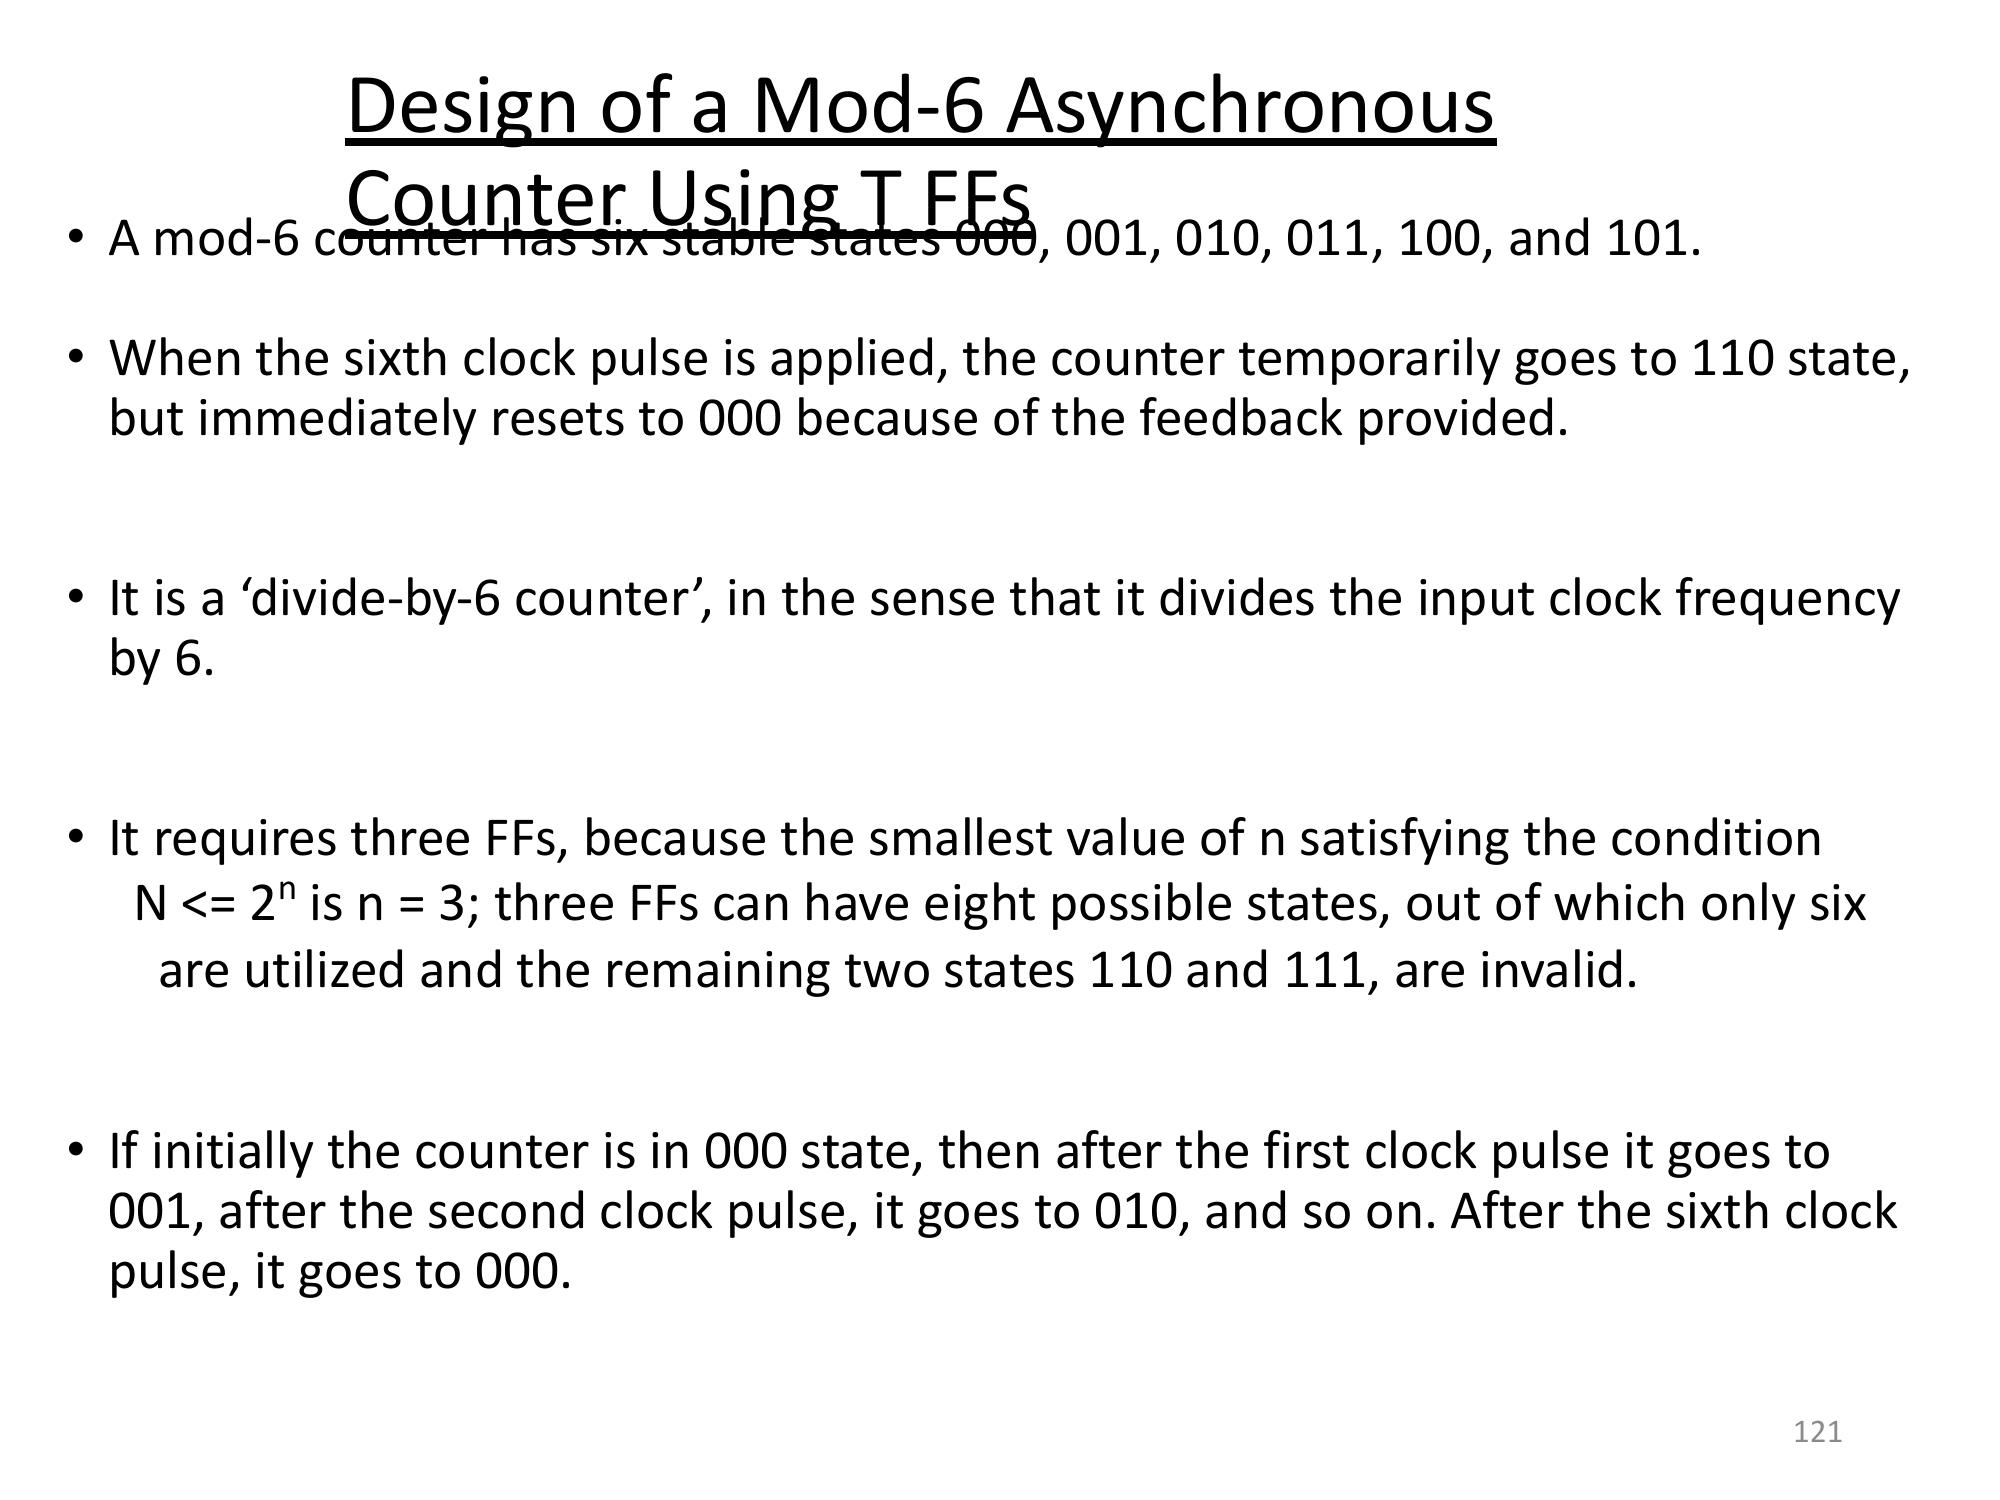 Design of a Mod-6 Asynchronous
Counter Using T FFs
• A mod-6 counter has six stable states 000, 001, 010, 011, 100, and 101.
• When the sixth clock pulse is applied, the counter temporarily goes to 110 state,
but immediately resets to 000 because of the feedback provided.
• It is a ‘divide-by-6 counter’, in the sense that it divides the input clock frequency
by 6.
• It requires three FFs, because the smallest value of n satisfying the condition
N <= 2ⁿ is n = 3; three FFs can have eight possible states, out of which only six
are utilized and the remaining two states 110 and 111, are invalid.
• If initially the counter is in 000 state, then after the first clock pulse it goes to
001, after the second clock pulse, it goes to 010, and so on. After the sixth clock
pulse, it goes to 000.
121